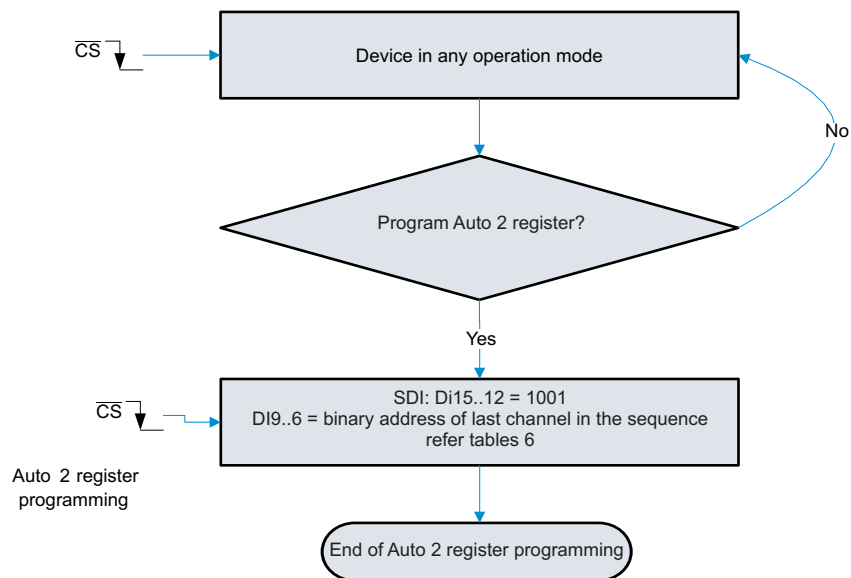 CS
Device in any operation mode
No
Program Auto 2 register?
Yes
CS
SDI: Di15..12 = 1001
DI9..6 = binary address of last channel in the sequence
refer tables 6
Auto 2 register
programming
End of Auto 2 register programming